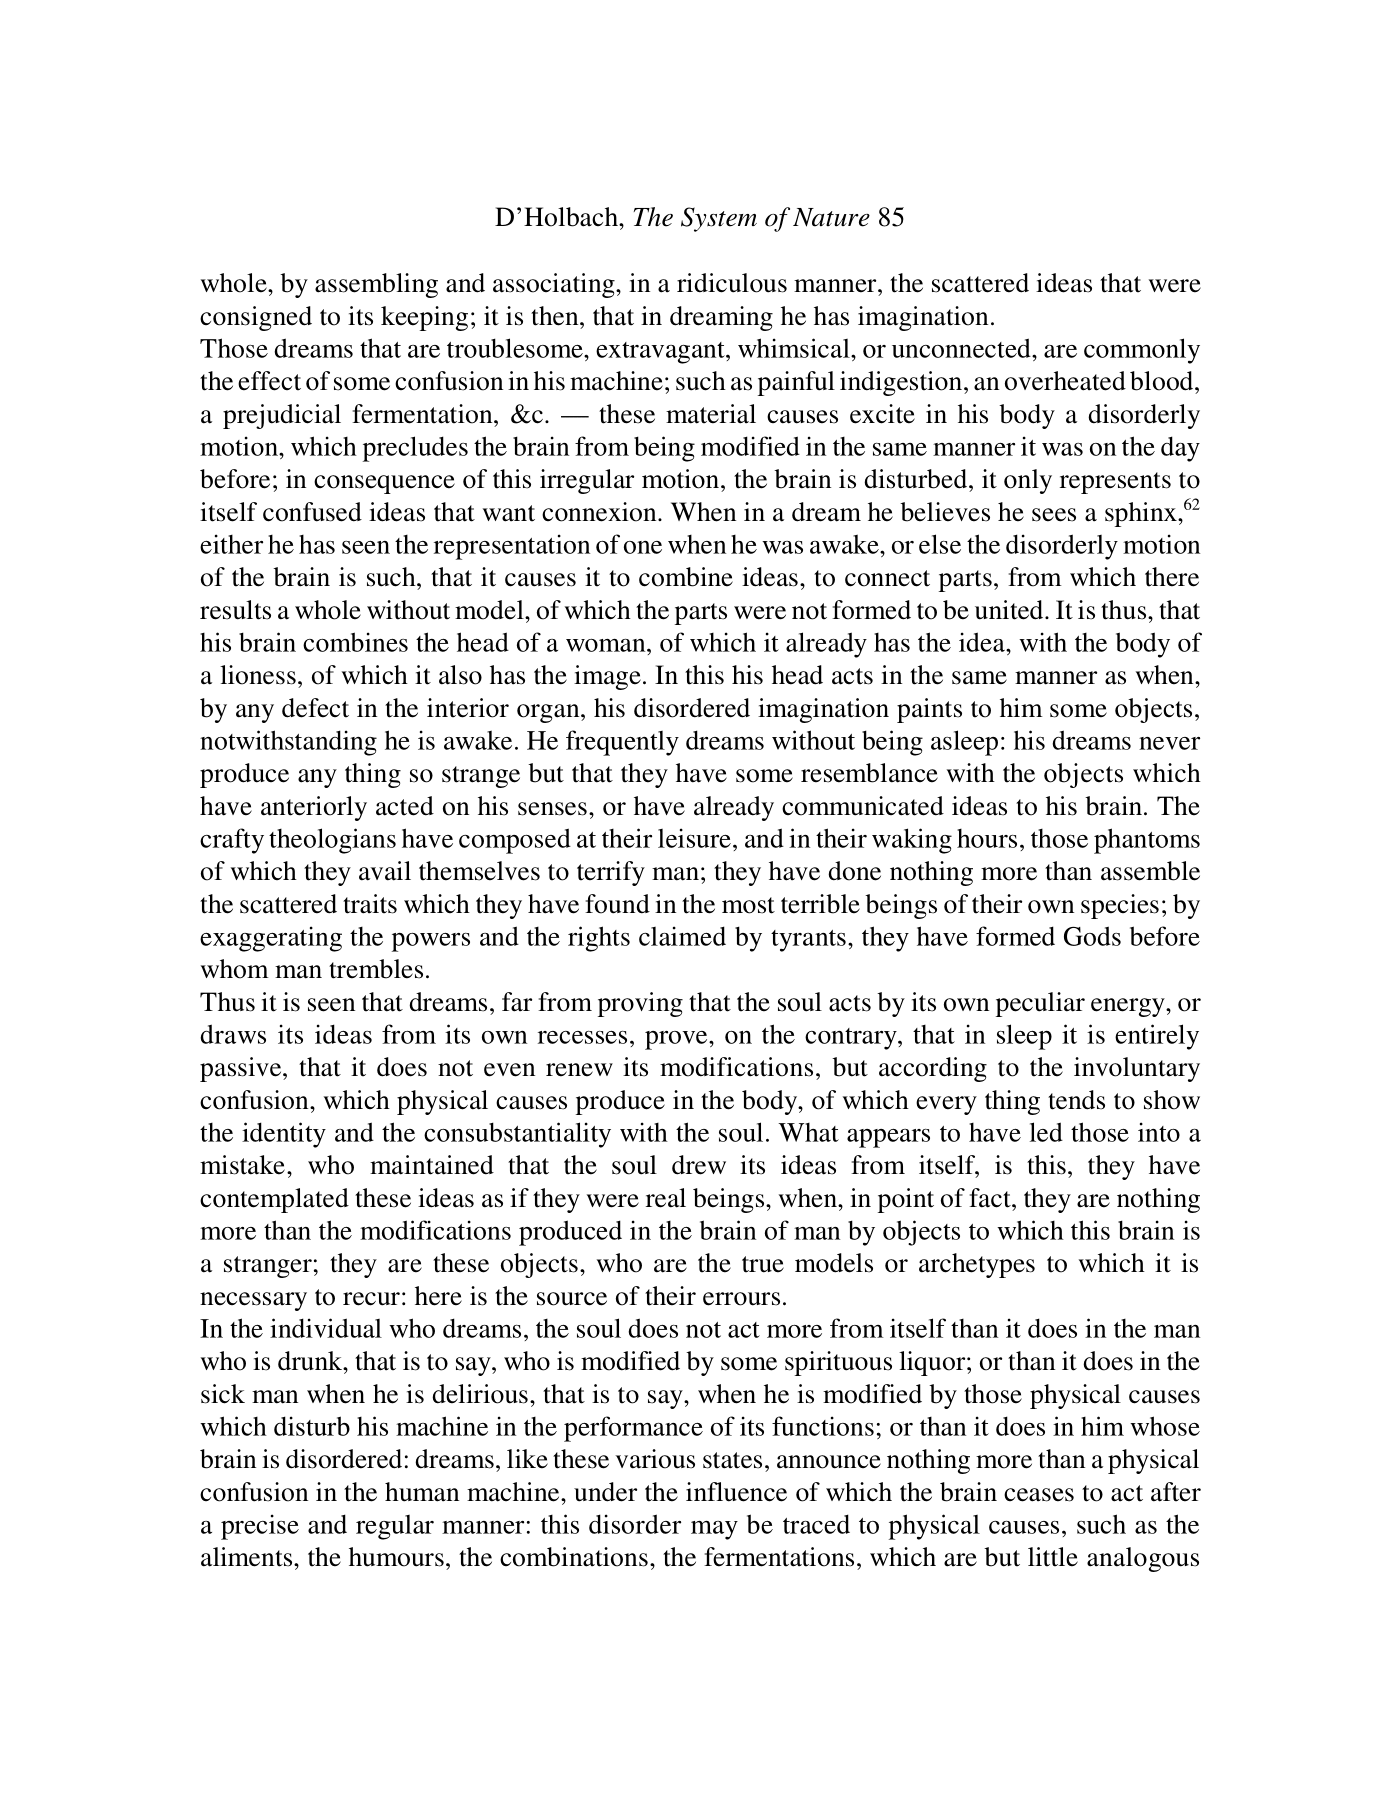 D’Holbach, The System of Nature 85
whole, by assembling and associating, in a ridiculous manner, the scattered ideas that were
consigned to its keeping; it is then, that in dreaming he has imagination.
Those dreams that are troublesome, extravagant, whimsical, or unconnected, are commonly
the effect of some confusion in his machine; such as painful indigestion, an overheated blood,
a prejudicial fermentation, &c. — these material causes excite in his body a disorderly
motion, which precludes the brain from being modified in the same manner it was on the day
before; in consequence of this irregular motion, the brain is disturbed, it only represents to
itself confused ideas that want connexion. When in a dream he believes he sees a sphinx,62
either he has seen the representation of one when he was awake, or else the disorderly motion
of the brain is such, that it causes it to combine ideas, to connect parts, from which there
results a whole without model, of which the parts were not formed to be united. It is thus, that
his brain combines the head of a woman, of which it already has the idea, with the body of
a lioness, of which it also has the image. In this his head acts in the same manner as when,
by any defect in the interior organ, his disordered imagination paints to him some objects,
notwithstanding he is awake. He frequently dreams without being asleep: his dreams never
produce any thing so strange but that they have some resemblance with the objects which
have anteriorly acted on his senses, or have already communicated ideas to his brain. The
crafty theologians have composed at their leisure, and in their waking hours, those phantoms
of which they avail themselves to terrify man; they have done nothing more than assemble
the scattered traits which they have found in the most terrible beings of their own species; by
exaggerating the powers and the rights claimed by tyrants, they have formed Gods before
whom man trembles.
Thus it is seen that dreams, far from proving that the soul acts by its own peculiar energy, or
draws its ideas from its own recesses, prove, on the contrary, that in sleep it is entirely
passive, that it does not even renew its modifications, but according to the involuntary
confusion, which physical causes produce in the body, of which every thing tends to show
the identity and the consubstantiality with the soul. What appears to have led those into a
mistake, who maintained that the soul drew its ideas from itself, is this, they have
contemplated these ideas as if they were real beings, when, in point of fact, they are nothing
more than the modifications produced in the brain of man by objects to which this brain is
a stranger; they are these objects, who are the true models or archetypes to which it is
necessary to recur: here is the source of their errours.
In the individual who dreams, the soul does not act more from itself than it does in the man
who is drunk, that is to say, who is modified by some spirituous liquor; or than it does in the
sick man when he is delirious, that is to say, when he is modified by those physical causes
which disturb his machine in the performance of its functions; or than it does in him whose
brain is disordered: dreams, like these various states, announce nothing more than a physical
confusion in the human machine, under the influence of which the brain ceases to act after
a precise and regular manner: this disorder may be traced to physical causes, such as the
aliments, the humours, the combinations, the fermentations, which are but little analogous